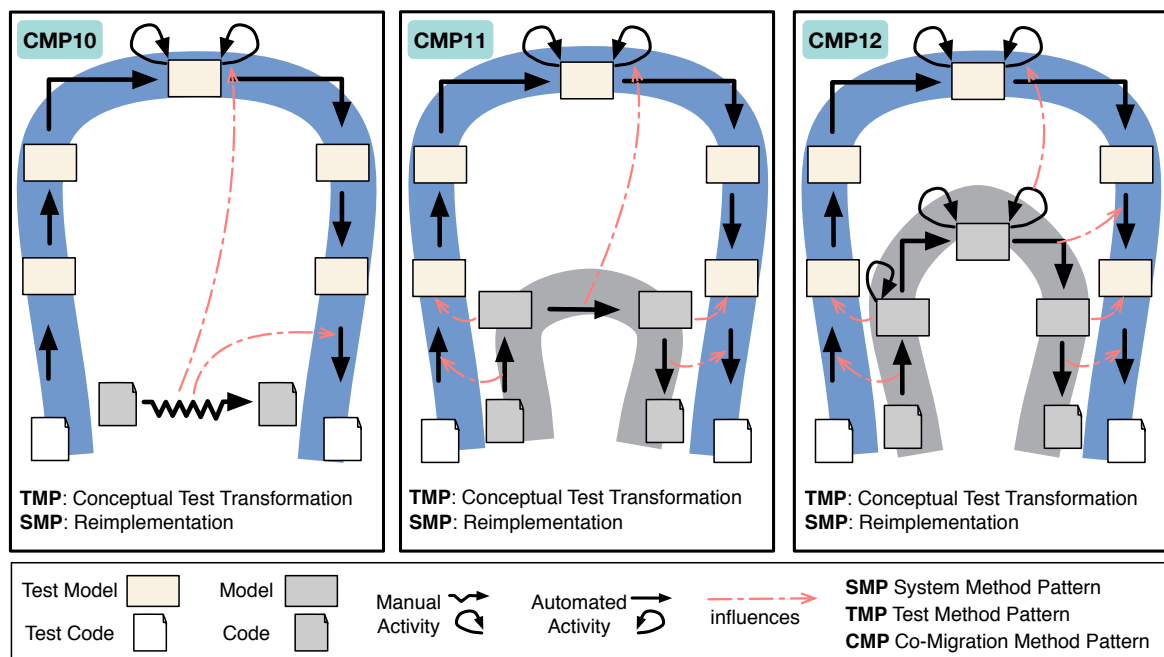 CMP10
CMP11
CMP12
TMP: Conceptual Test Transformation
SMP: Reimplementation
TMP: Conceptual Test Transformation
SMP: Reimplementation
TMP: Conceptual Test Transformation
SMP: Reimplementation
Test Model
Model
Test Code
Code
Manual
Activity
Automated
Activity
influences
SMP System Method Pattern
TMP Test Method Pattern
CMP Co-Migration Method Pattern